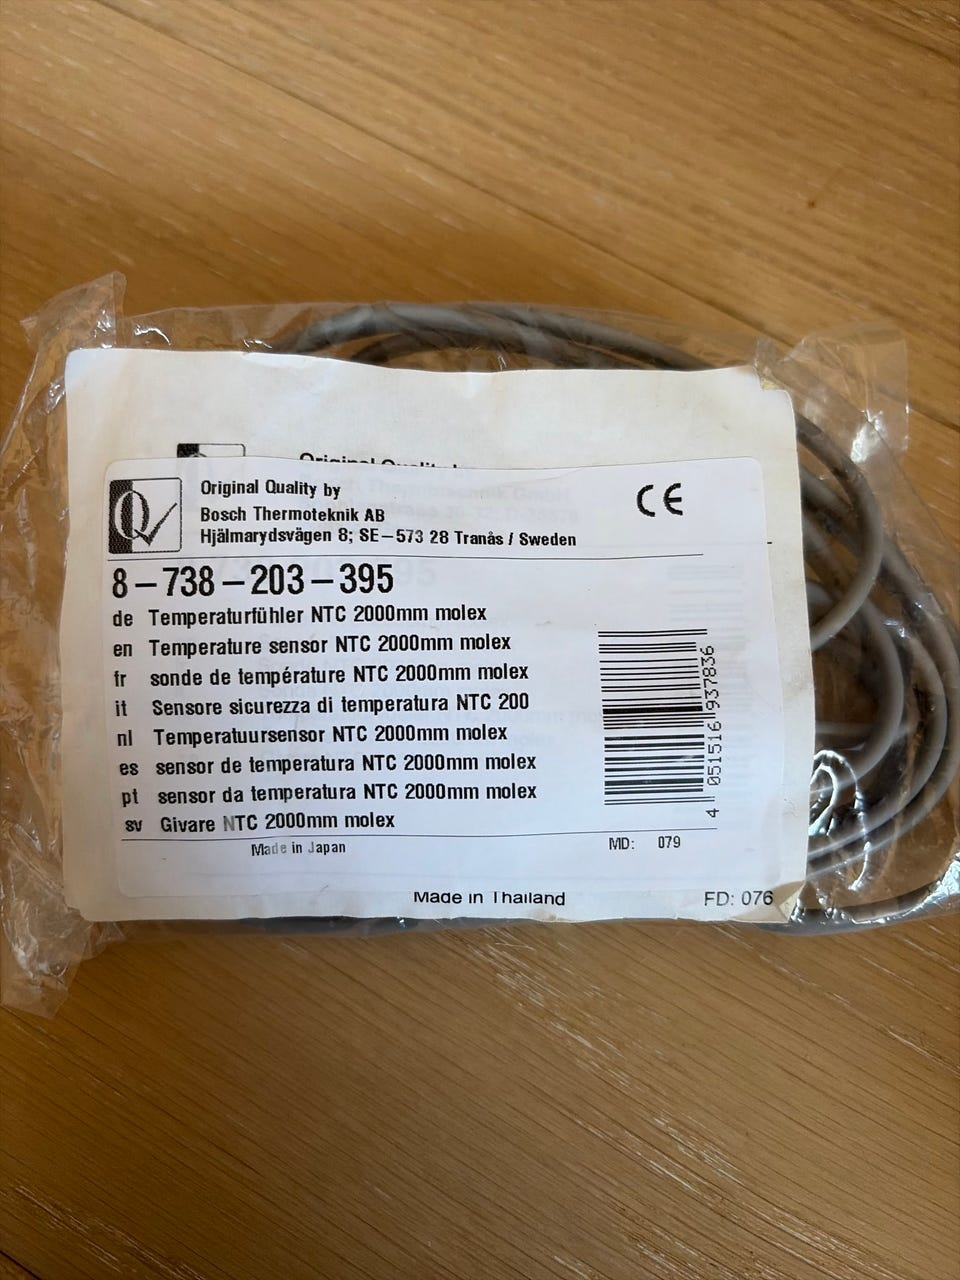 Original Quality by
Original Quality by
Bosch Thermoteknik AB
Hjälmarydsvägen 8; SE-573 28 Tranås / Sweden
CE
8-738-203-395
de Temperaturfühler NTC 2000mm molex
en Temperature sensor NTC 2000mm molex
fr sonde de température NTC 2000mm molex
it Sensore sicurezza di temperatura NTC 200
nl Temperatuursensor NTC 2000mm molex
es sensor de temperatura NTC 2000mm molex
pt sensor da temperatura NTC 2000mm molex
sv Givare NTC 2000mm molex
4 051516 937836
Made in Japan
MD: 079
Made in Thailand
FD: 076